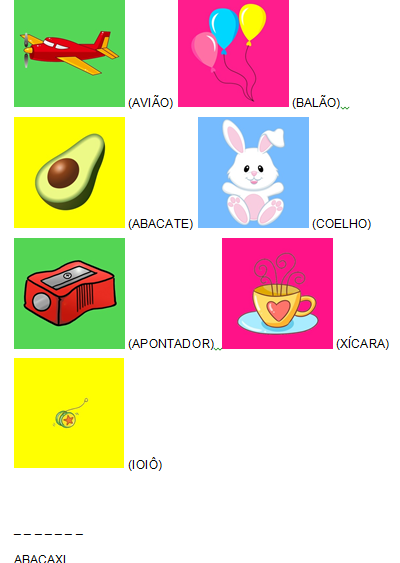 (AVIÃO) (BALÃO)
(ABACATE) (COELHO)
(APONTADOR) (XÍCARA)
(IOIÔ)
_ _ _ _ _ _ _
ABACAXI